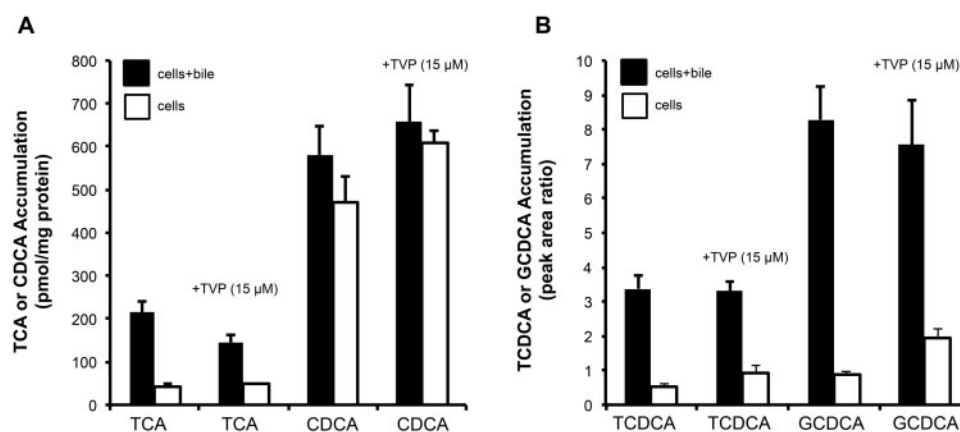 A
TCA or CDCA Accumulation
(pmol/mg protein)
800
700
600
500
400
300
200
100
0
cells+bile
cells
+TVP (15 μM)
+TVP (15 μM)
TCA
TCA
CDCA
CDCA
B
TCDCA or GCDCA Accumulation
(peak area ratio)
10
9
8
7
6
5
4
3
2
1
0
cells+bile
cells
+TVP (15 μM)
+TVP (15 μM)
TCDCA
TCDCA
GCDCA
GCDCA